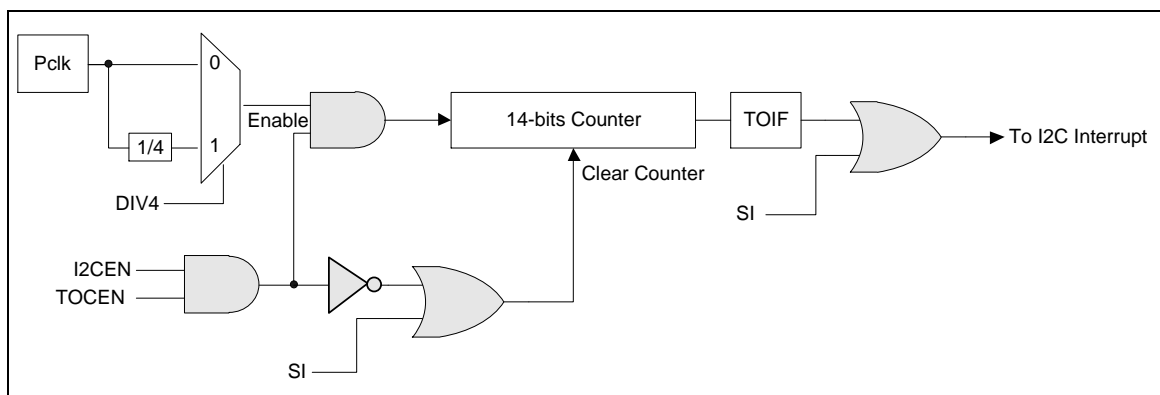 Pclk
0
1/4
1
Enable
DIV4
14-bits Counter
Clear Counter
TOIF
SI
To I2C Interrupt
I2CEN
TOCEN
SI